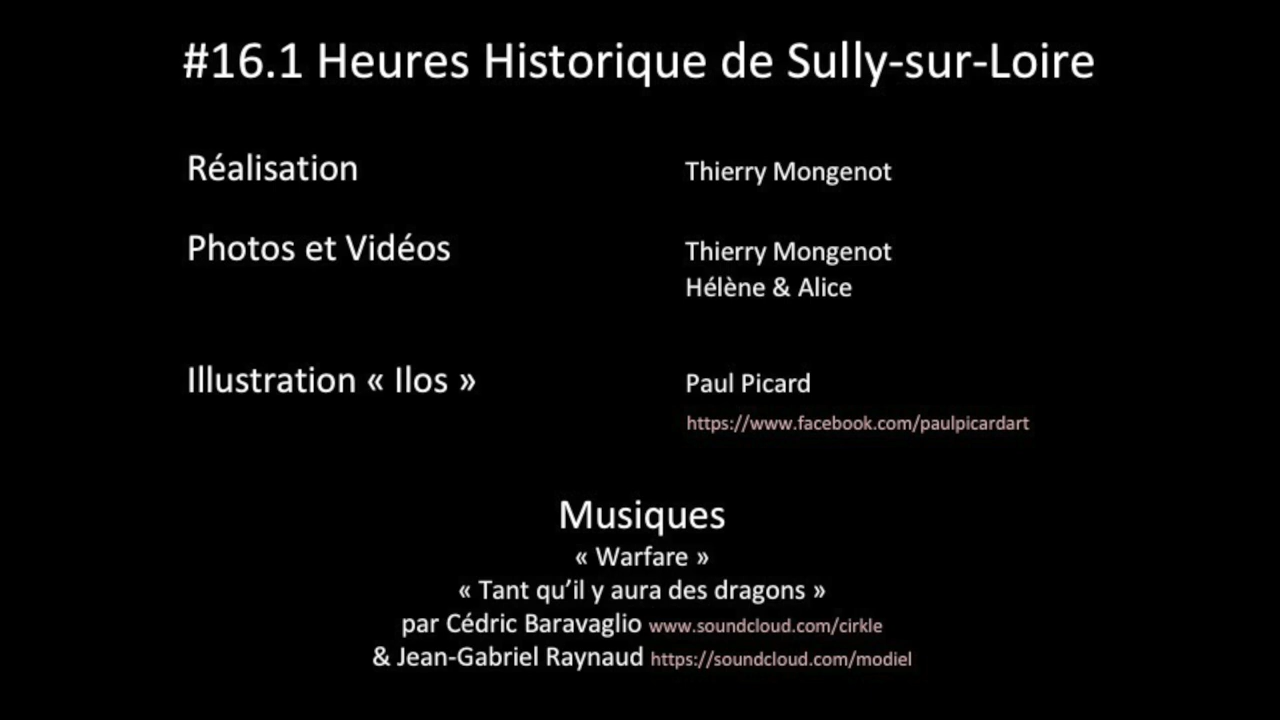 #16.1 Heures Historique de Sully-sur-Loire
Réalisation Thierry Mongenot
Photos et Vidéos Thierry Mongenot
Hélène & Alice
Illustration « Ilos » Paul Picard
https://www.facebook.com/paulpicardart
Musiques
« Warfare »
« Tant qu’il y aura des dragons »
par Cédric Baravaglio www.soundcloud.com/cirkle
& Jean-Gabriel Raynaud https://soundcloud.com/modiel